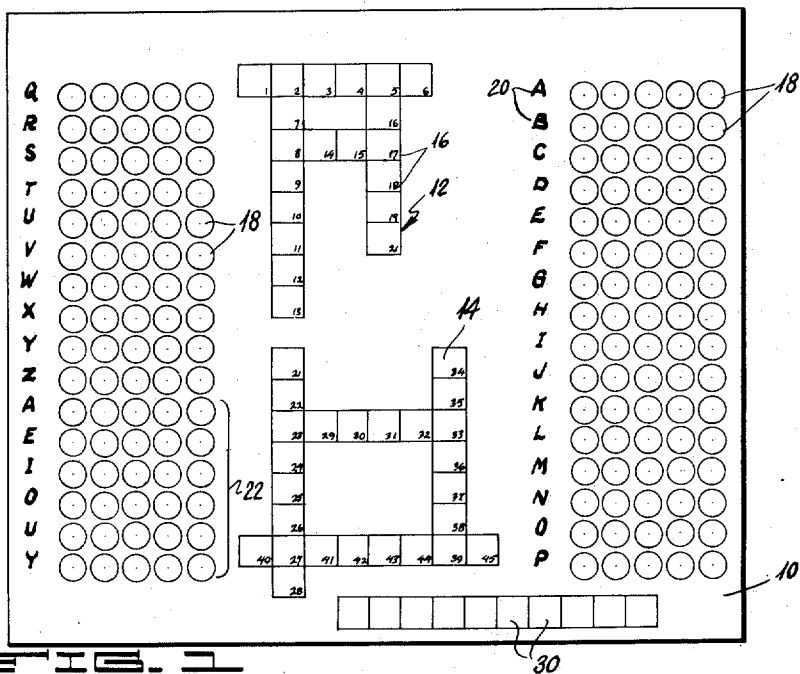 Q
R
S
T
U
V
W
X
Y
Z
A
E
I
O
U
Y
18
22
1 2 3 4 5 6
7 16
8 14 15 17
9 18
10 19
11 21
12
13
16
12
14
21 34
22 35
23 29 30 31 32 33
24 36
25 37
26 38
40 27 41 42 43 44 39 45
28
30
20
A
B
C
D
E
F
G
H
I
J
K
L
M
N
O
P
18
10
FIG. 1